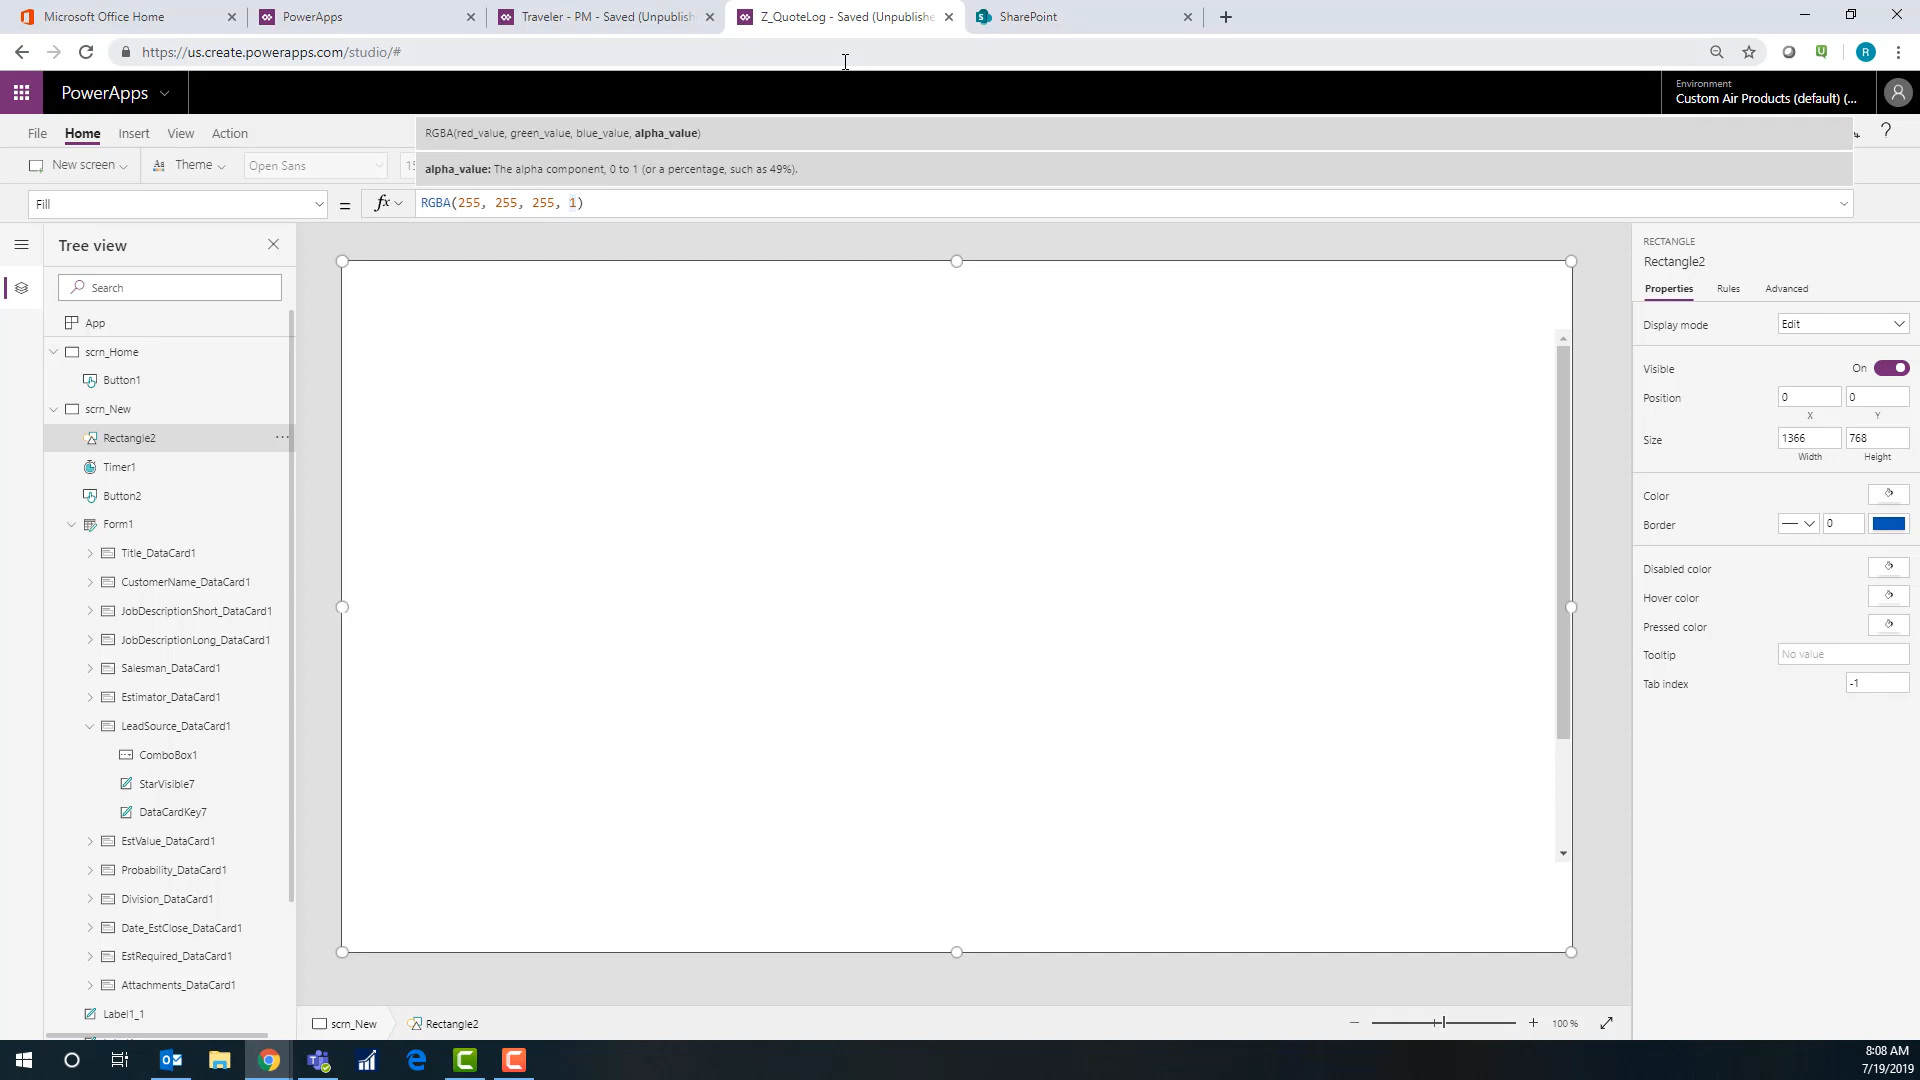 Microsoft Office Home
PowerApps
Traveler - PM - Saved (Unpublish
Z_QuoteLog - Saved (Unpublishe
SharePoint
https://us.create.powerapps.com/studio/#
R
PowerApps
Environment
Custom Air Products (default) (...
File
Home
Insert
View
Action
RGBA(red_value, green_value, blue_value, alpha_value)
?
New screen
Theme
Open Sans
15
alpha_value: The alpha component, 0 to 1 (or a percentage, such as 49%).
Fill
=
fx
RGBA(255, 255, 255, 1)
Tree view
Search
App
scrn_Home
Button1
scrn_New
Rectangle2
...
Timer1
Button2
Form1
Title_DataCard1
CustomerName_DataCard1
JobDescriptionShort_DataCard1
JobDescriptionLong_DataCard1
Salesman_DataCard1
Estimator_DataCard1
LeadSource_DataCard1
ComboBox1
StarVisible7
DataCardKey7
EstValue_DataCard1
Probability_DataCard1
Division_DataCard1
Date_EstClose_DataCard1
EstRequired_DataCard1
Attachments_DataCard1
Label1_1
RECTANGLE
Rectangle2
Properties
Rules
Advanced
Display mode
Edit
Visible
On
Position
0
0
X
Y
Size
1366
768
Width
Height
Color
Border
0
Disabled color
Hover color
Pressed color
Tooltip
No value
Tab index
-1
scrn_New
Rectangle2
100 %
8:08 AM
7/19/2019